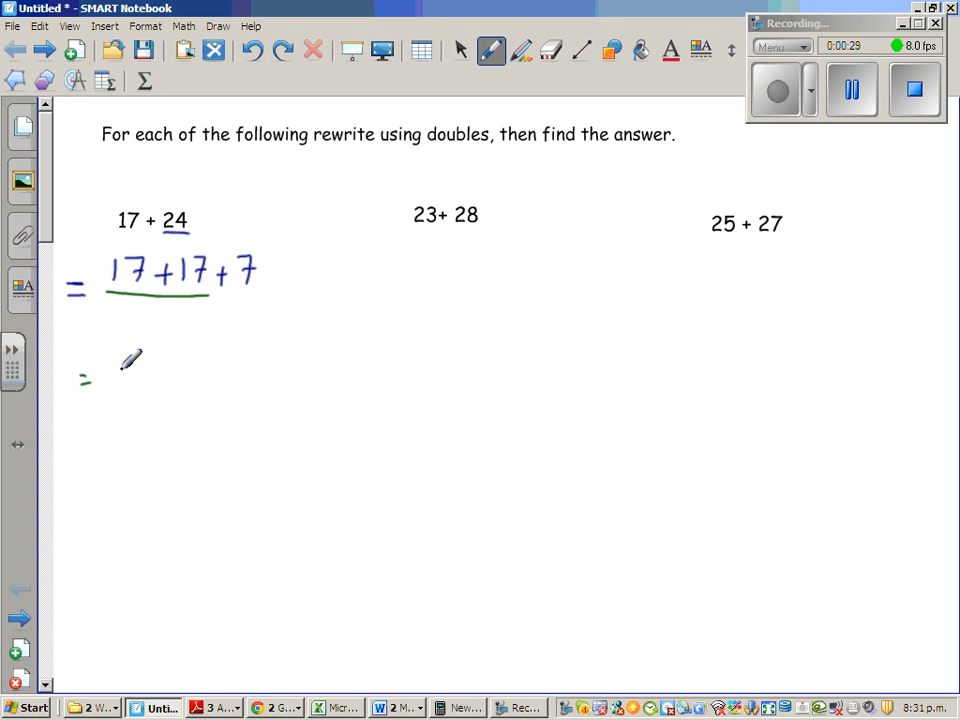 Untitled * - SMART Notebook
File Edit View Insert Format Math Draw Help
Recording...
Menu 0:00:29 8.0 fps
For each of the following rewrite using doubles, then find the answer.
17 + 24 23+ 28 25 + 27
= 17 + 17 + 7
=
Start 2 W... Unti... 3 A... 2 G... Micr... 2 M... New... Rec... 8:31 p.m.